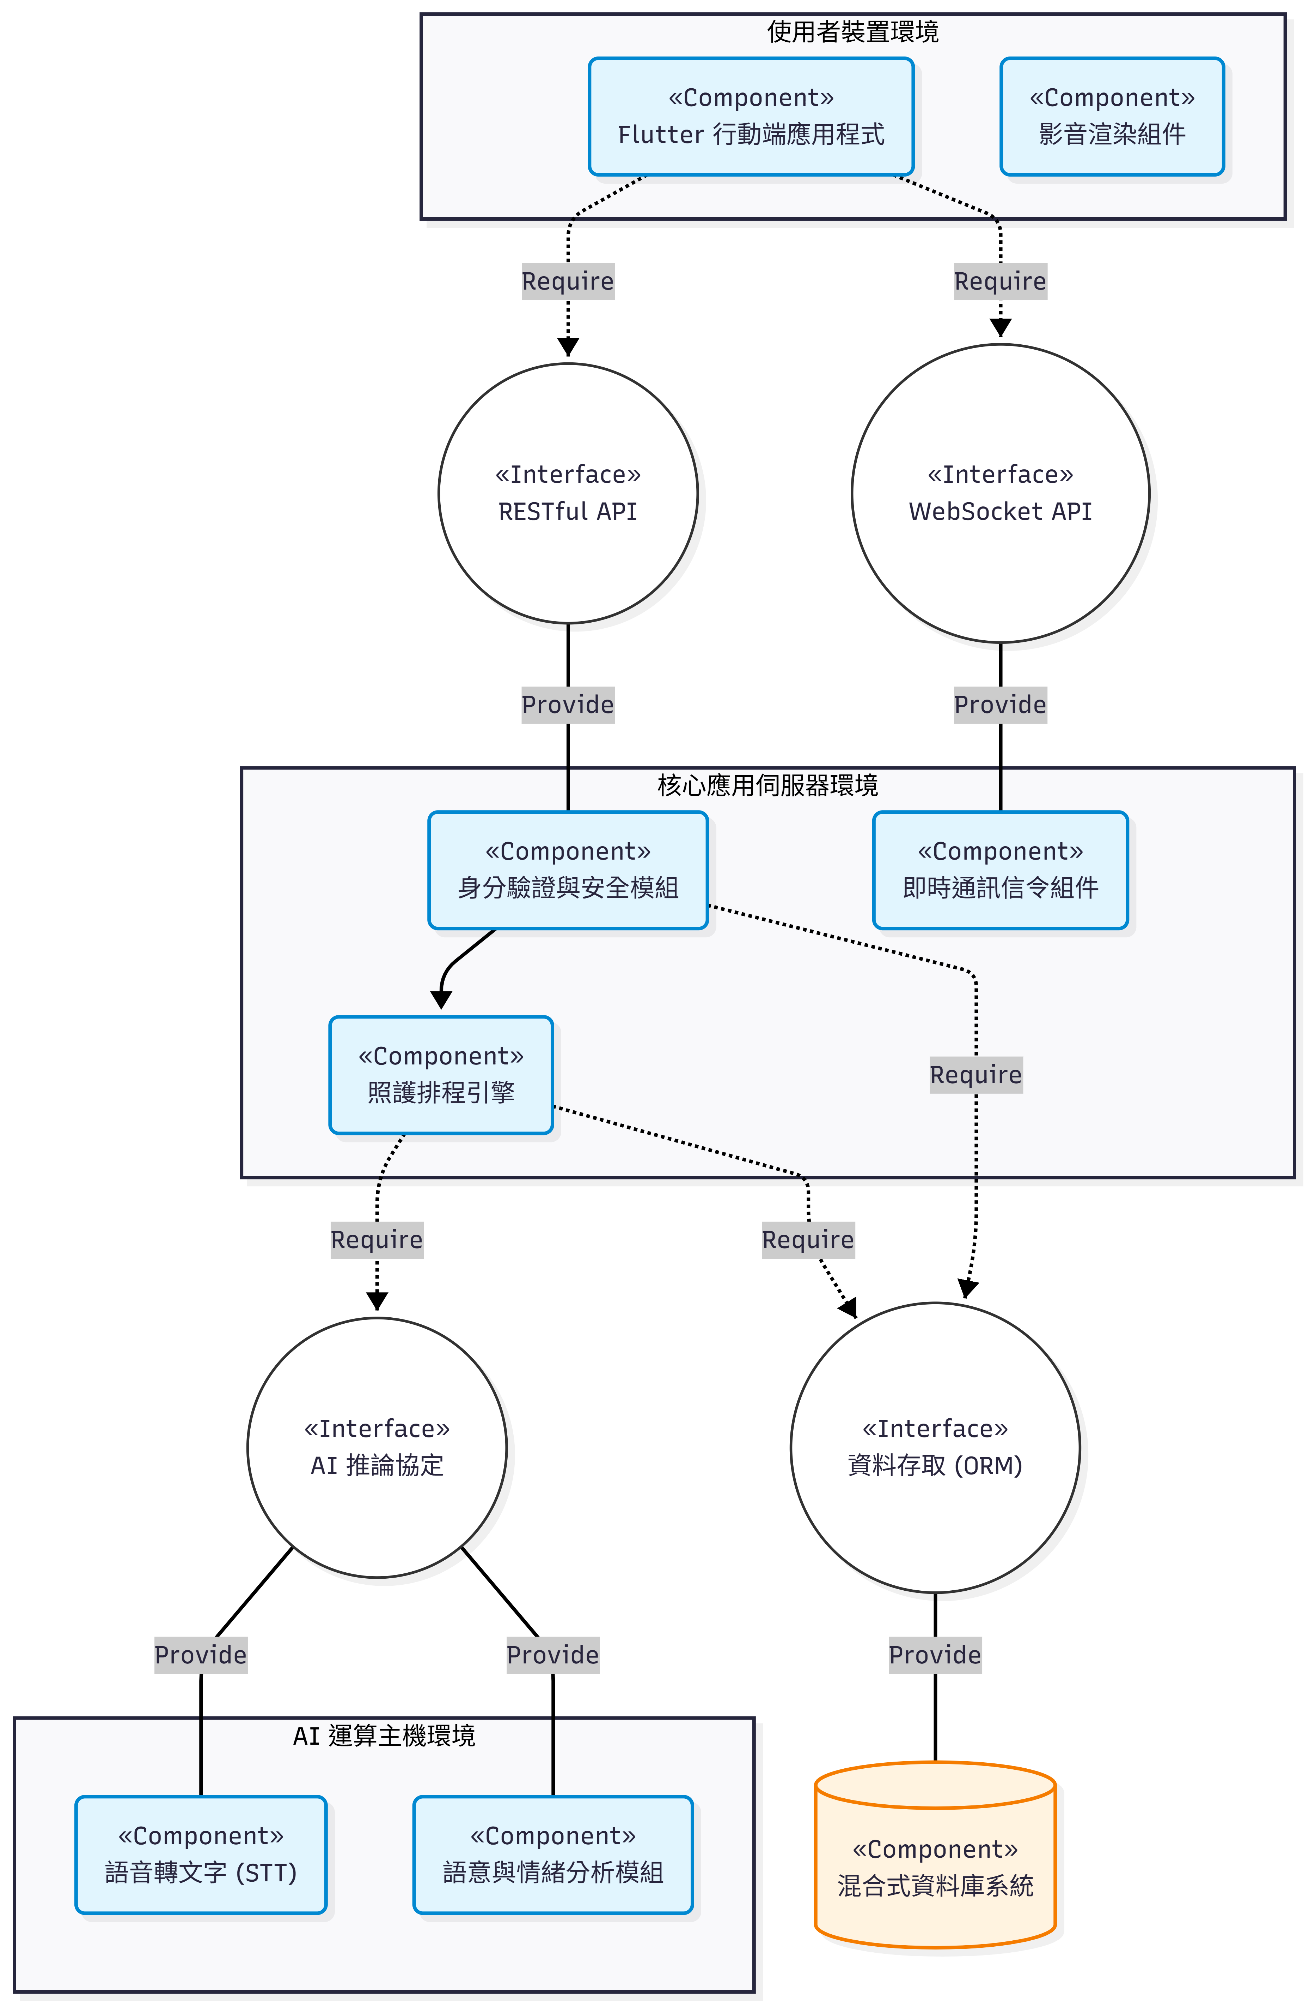 使用者裝置環境
«Component»
Flutter 行動端應用程式
«Component»
影音渲染組件
Require
Require
«Interface»
RESTful API
«Interface»
WebSocket API
Provide
Provide
核心應用伺服器環境
«Component»
身分驗證與安全模組
«Component»
即時通訊信令組件
«Component»
照護排程引擎
Require
Require
Require
«Interface»
AI 推論協定
«Interface»
資料存取 (ORM)
Provide
Provide
Provide
AI 運算主機環境
«Component»
語音轉文字 (STT)
«Component»
語意與情緒分析模組
«Component»
混合式資料庫系統